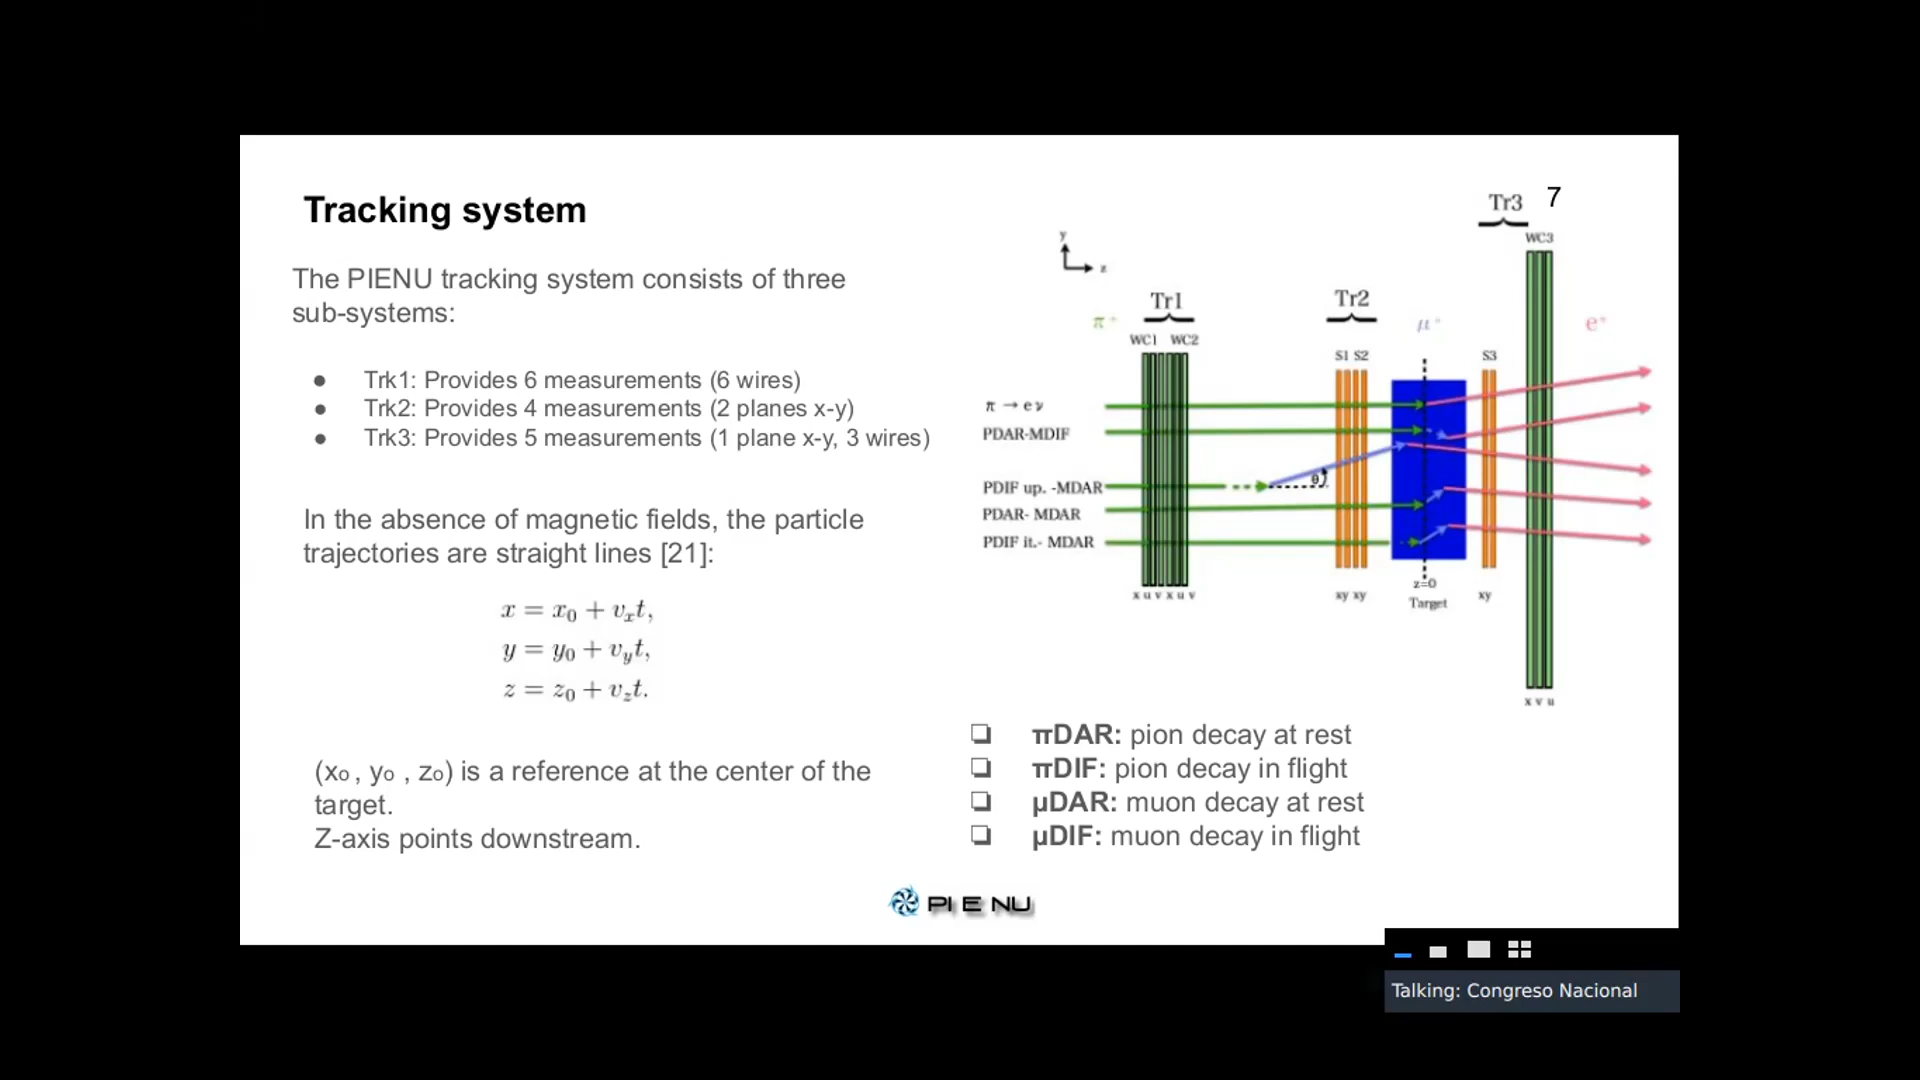 Tracking system
7
The PIENU tracking system consists of three
sub-systems:
● Trk1: Provides 6 measurements (6 wires)
● Trk2: Provides 4 measurements (2 planes x-y)
● Trk3: Provides 5 measurements (1 plane x-y, 3 wires)
In the absence of magnetic fields, the particle
trajectories are straight lines [21]:
x = x₀ + vₓt,
y = y₀ + v_y t,
z = z₀ + v_z t.
(x₀ , y₀ , z₀) is a reference at the center of the
target.
Z-axis points downstream.
Tr3
WC3
y
z
Tr1
Tr2
π⁺
μ⁺
e⁺
WC1 WC2
S1 S2
S3
π → e ν
PDAR-MDIF
PDIF up. -MDAR
θ
PDAR- MDAR
PDIF it.- MDAR
x u v x u v
xy xy
z=0
Target
xy
x v u
❏ πDAR: pion decay at rest
❏ πDIF: pion decay in flight
❏ μDAR: muon decay at rest
❏ μDIF: muon decay in flight
PI E NU
Talking: Congreso Nacional